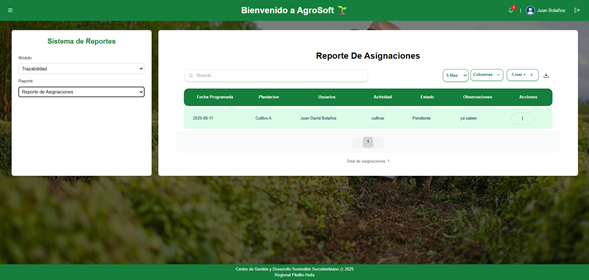 Bienvenido a AgroSoft
Juan Bolaños
Sistema de Reportes
Módulo
Trazabilidad
Reporte
Reporte de Asignaciones
Reporte De Asignaciones
Buscar...
5 filas
Columnas
Crear +
Fecha Programada Plantacion Usuarios Actividad Estado Observaciones Acciones
2025-06-11 Cultivo A Juan David Bolaños cultivar Pendiente ya saben
1
Total de asignaciones: 1
Centro de Gestión y Desarrollo Sostenible Surcolombiano © 2025
Regional Pitalito-Huila